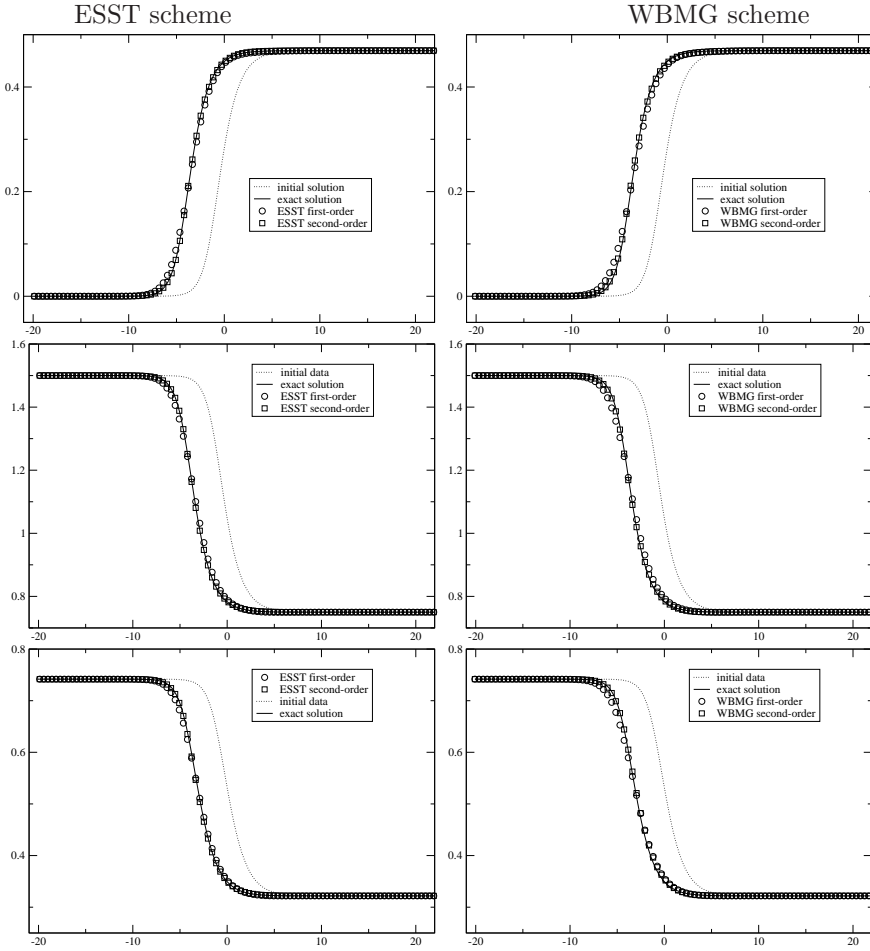 ESST scheme
WBMG scheme
0.4
0.2
0
initial solution
exact solution
ESST first-order
ESST second-order
-20
-10
0
10
20
0.4
0.2
0
initial solution
exact solution
WBMG first-order
WBMG second-order
-20
-10
0
10
20
1.6
1.4
1.2
1
0.8
initial data
exact solution
ESST first-order
ESST second-order
-20
-10
0
10
20
1.6
1.4
1.2
1
0.8
initial data
exact solution
WBMG first-order
WBMG second-order
-20
-10
0
10
20
0.8
0.6
0.4
ESST first-order
ESST second-order
initial data
exact solution
-20
-10
0
10
20
0.8
0.6
0.4
initial data
exact solution
WBMG first-order
WBMG second-order
-20
-10
0
10
20